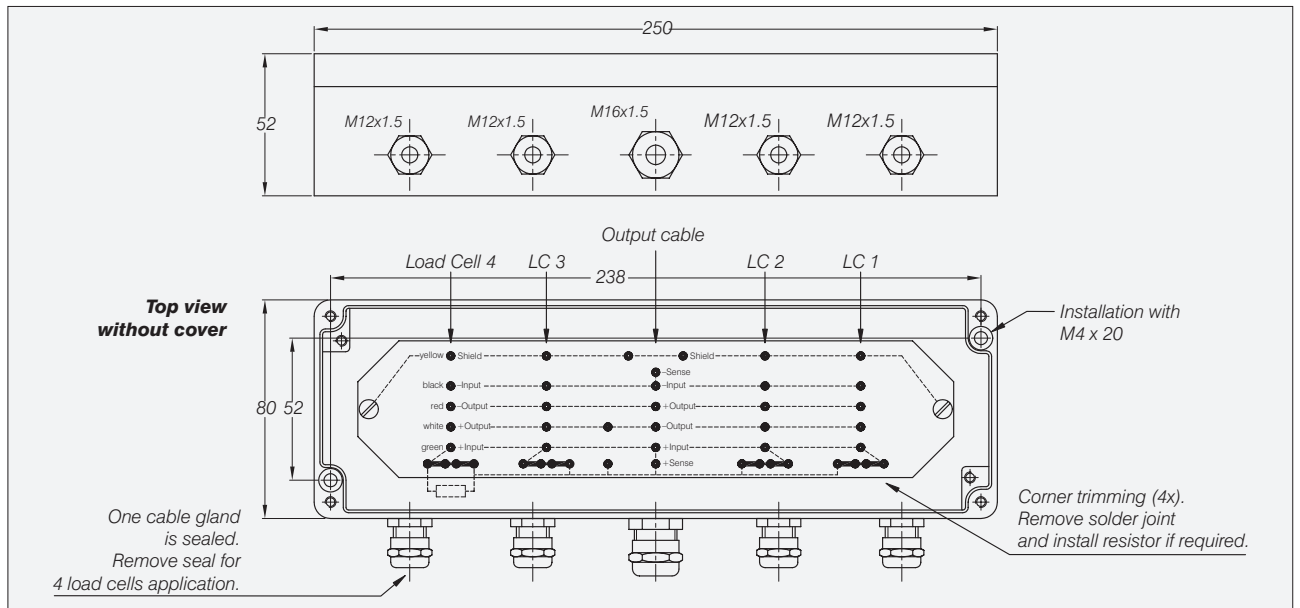 250
52
M12x1.5
M12x1.5
M16x1.5
M12x1.5
M12x1.5
Output cable
Load Cell 4
LC 3
LC 2
LC 1
238
Top view
without cover
Installation with
M4 x 20
80
52
yellow Shield Shield
-Sense
black -Input -Input
red -Output +Output
white +Output -Output
green +Input +Input
+Sense
One cable gland
is sealed.
Remove seal for
4 load cells application.
Corner trimming (4x).
Remove solder joint
and install resistor if required.